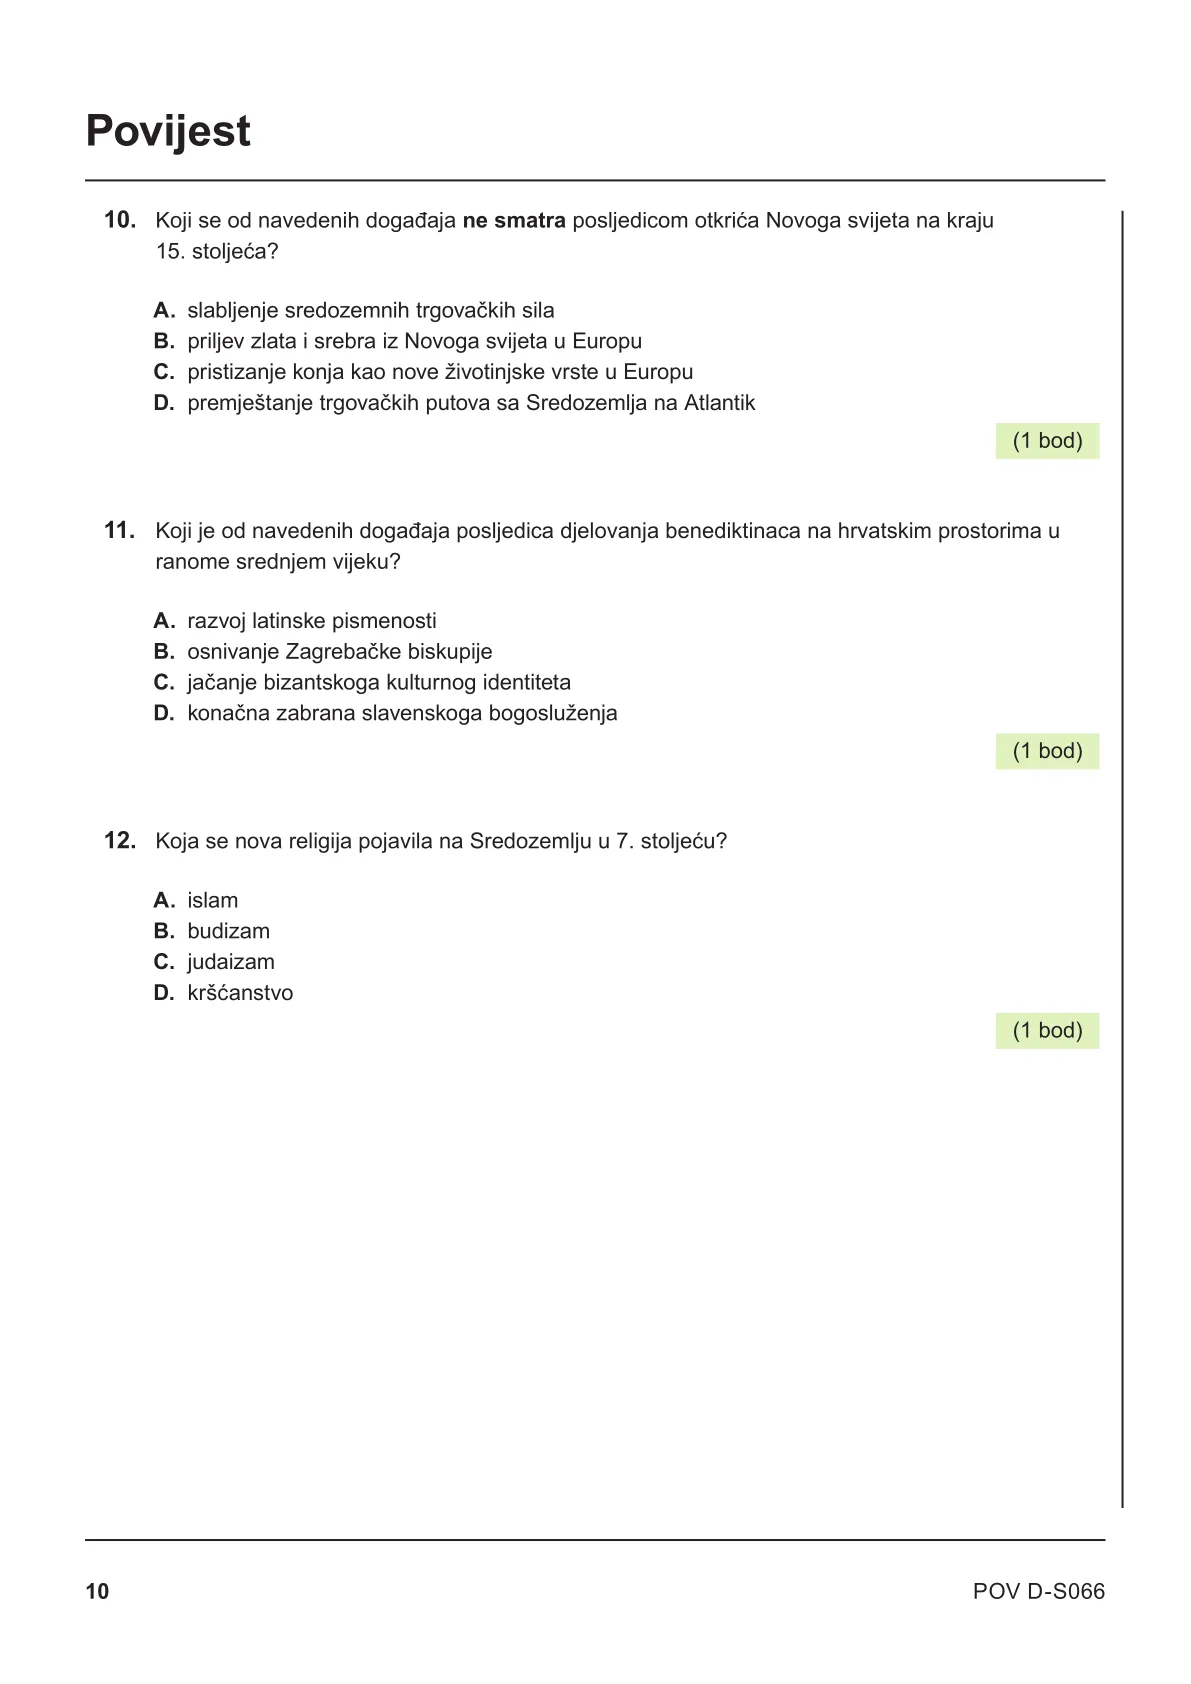 Povijest
10. Koji se od navedenih događaja ne smatra posljedicom otkrića Novoga svijeta na kraju
15. stoljeća?
A. slabljenje sredozemnih trgovačkih sila
B. priljev zlata i srebra iz Novoga svijeta u Europu
C. pristizanje konja kao nove životinjske vrste u Europu
D. premještanje trgovačkih putova sa Sredozemlja na Atlantik
(1 bod)
11. Koji je od navedenih događaja posljedica djelovanja benediktinaca na hrvatskim prostorima u
ranome srednjem vijeku?
A. razvoj latinske pismenosti
B. osnivanje Zagrebačke biskupije
C. jačanje bizantskoga kulturnog identiteta
D. konačna zabrana slavenskoga bogosluženja
(1 bod)
12. Koja se nova religija pojavila na Sredozemlju u 7. stoljeću?
A. islam
B. budizam
C. judaizam
D. kršćanstvo
(1 bod)
10
POV D-S066